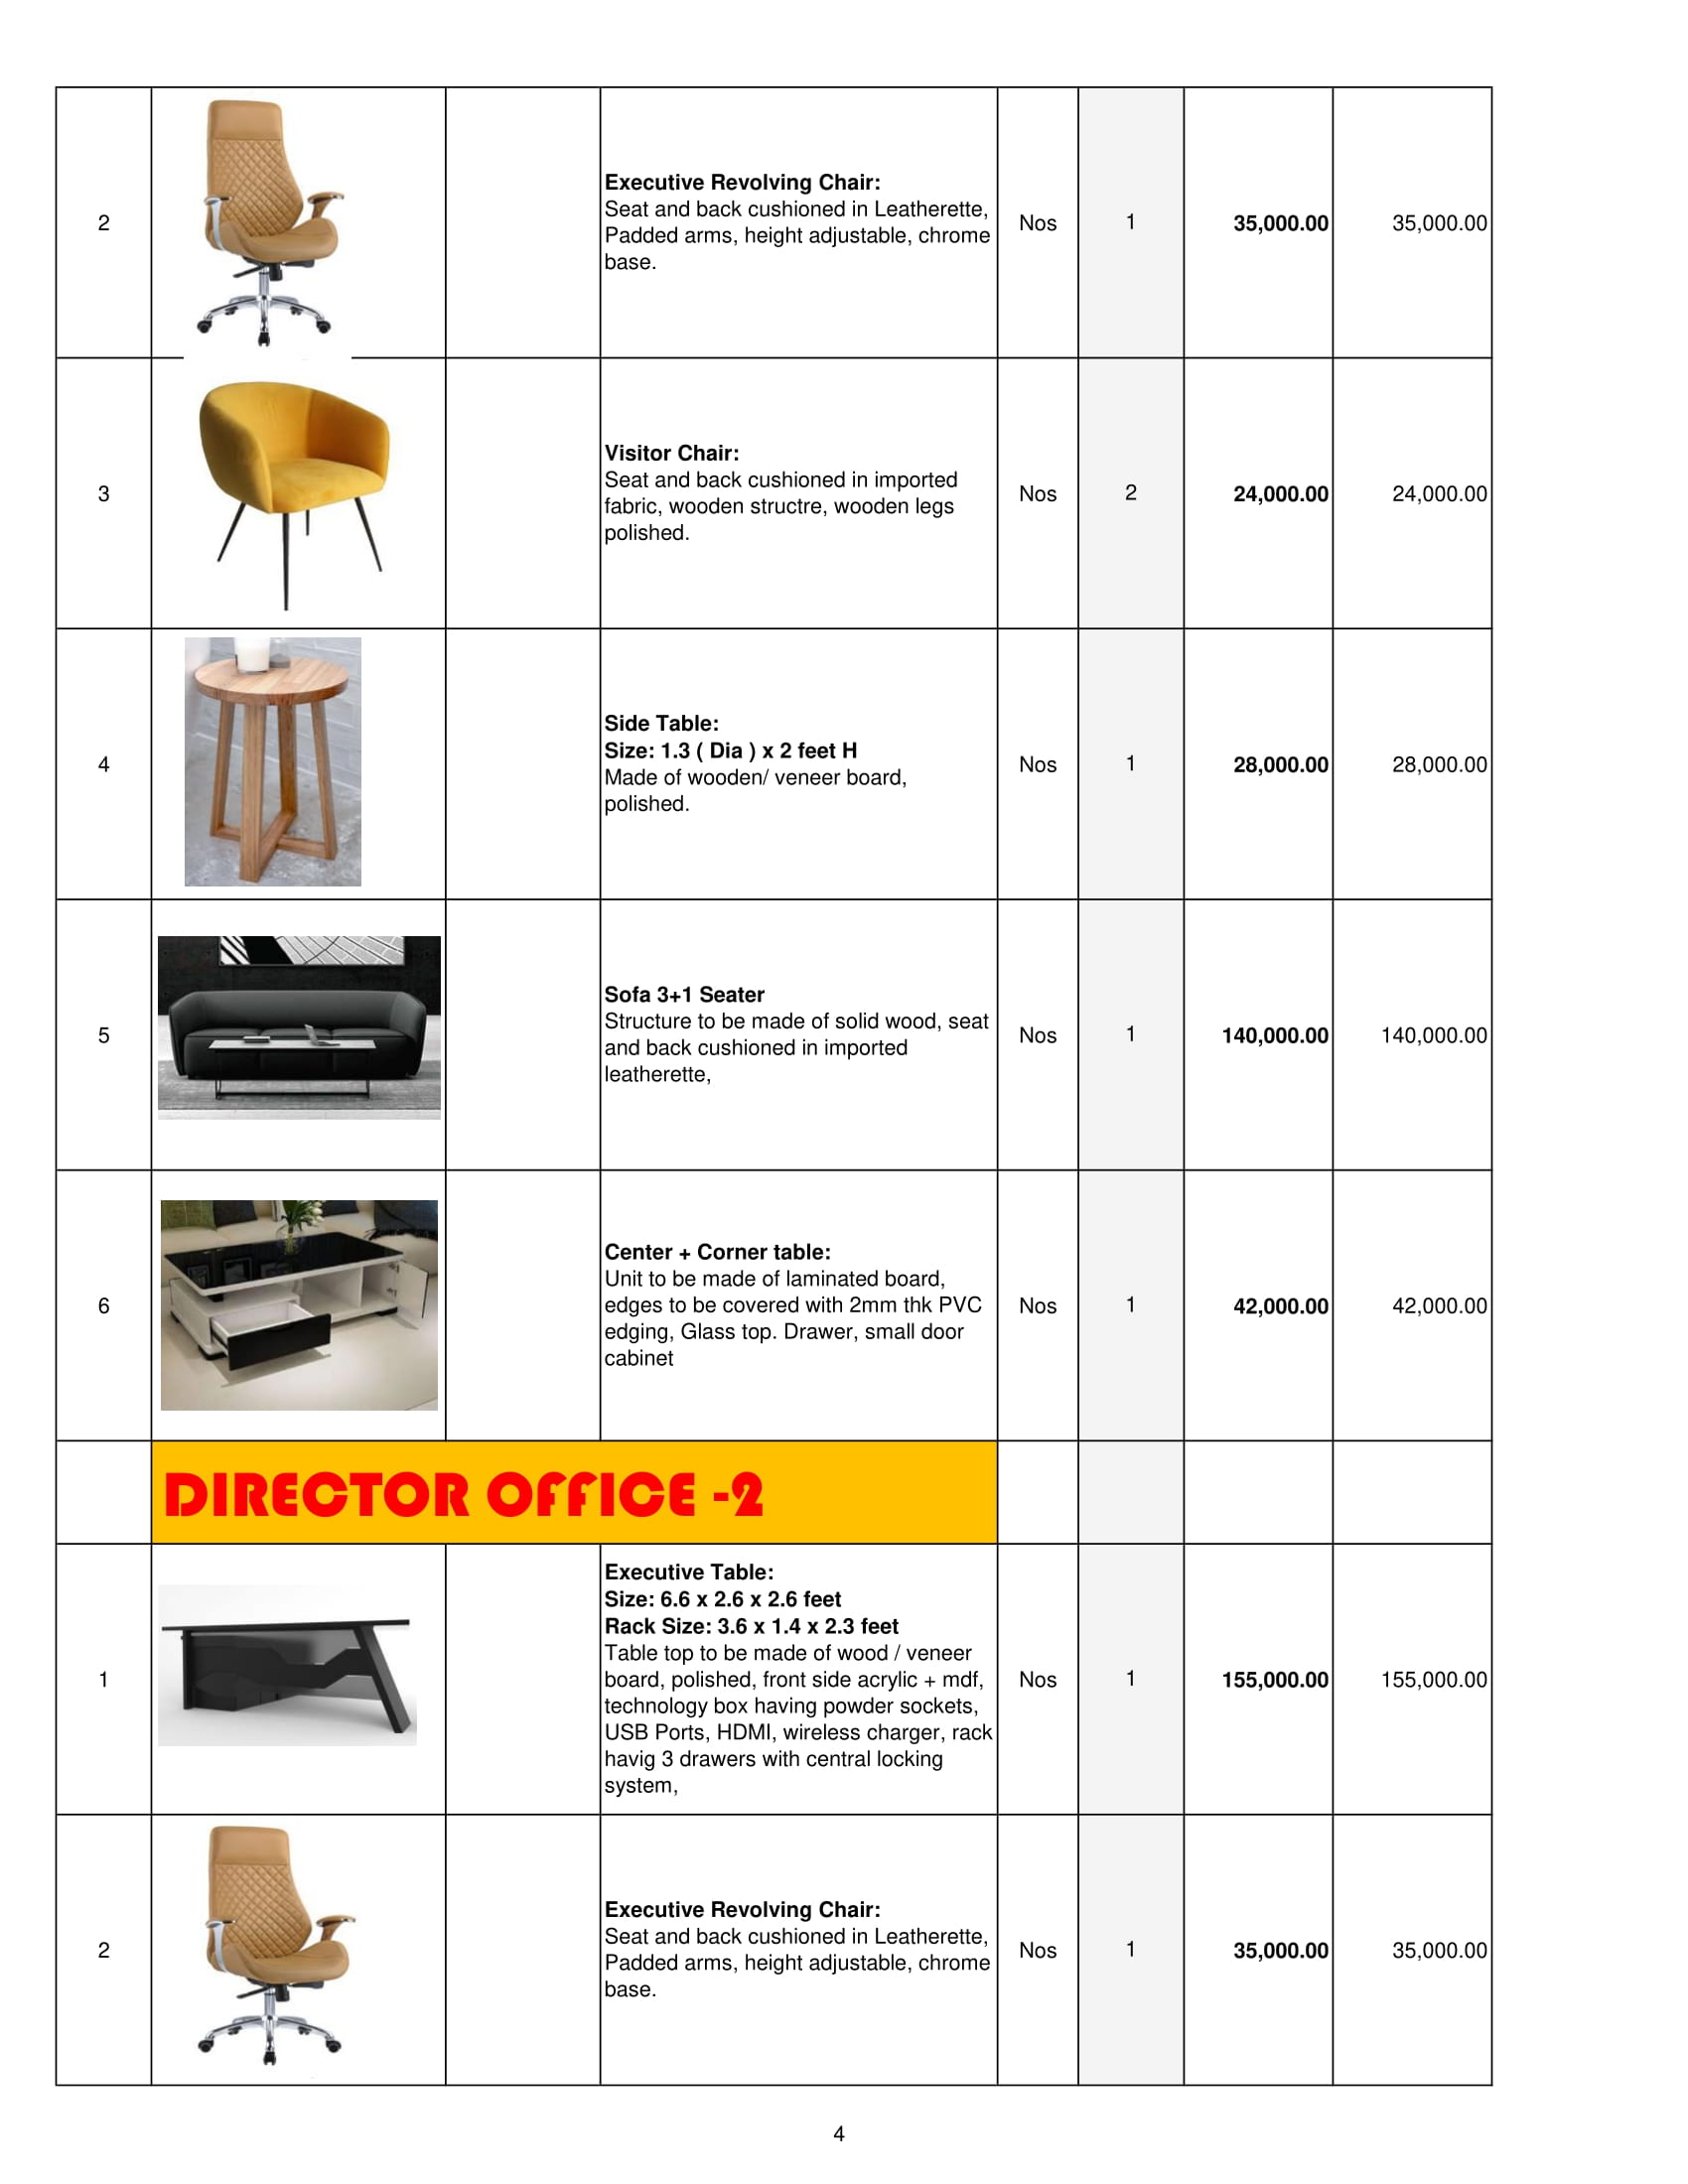 2
Executive Revolving Chair:
Seat and back cushioned in Leatherette,
Padded arms, height adjustable, chrome
base.
Nos
1
35,000.00
35,000.00
3
Visitor Chair:
Seat and back cushioned in imported
fabric, wooden structre, wooden legs
polished.
Nos
2
24,000.00
24,000.00
4
Side Table:
Size: 1.3 ( Dia ) x 2 feet H
Made of wooden/ veneer board,
polished.
Nos
1
28,000.00
28,000.00
5
Sofa 3+1 Seater
Structure to be made of solid wood, seat
and back cushioned in imported
leatherette,
Nos
1
140,000.00
140,000.00
6
Center + Corner table:
Unit to be made of laminated board,
edges to be covered with 2mm thk PVC
edging, Glass top. Drawer, small door
cabinet
Nos
1
42,000.00
42,000.00
DIRECTOR OFFICE -2
1
Executive Table:
Size: 6.6 x 2.6 x 2.6 feet
Rack Size: 3.6 x 1.4 x 2.3 feet
Table top to be made of wood / veneer
board, polished, front side acrylic + mdf,
technology box having powder sockets,
USB Ports, HDMI, wireless charger, rack
havig 3 drawers with central locking
system,
Nos
1
155,000.00
155,000.00
2
Executive Revolving Chair:
Seat and back cushioned in Leatherette,
Padded arms, height adjustable, chrome
base.
Nos
1
35,000.00
35,000.00
4